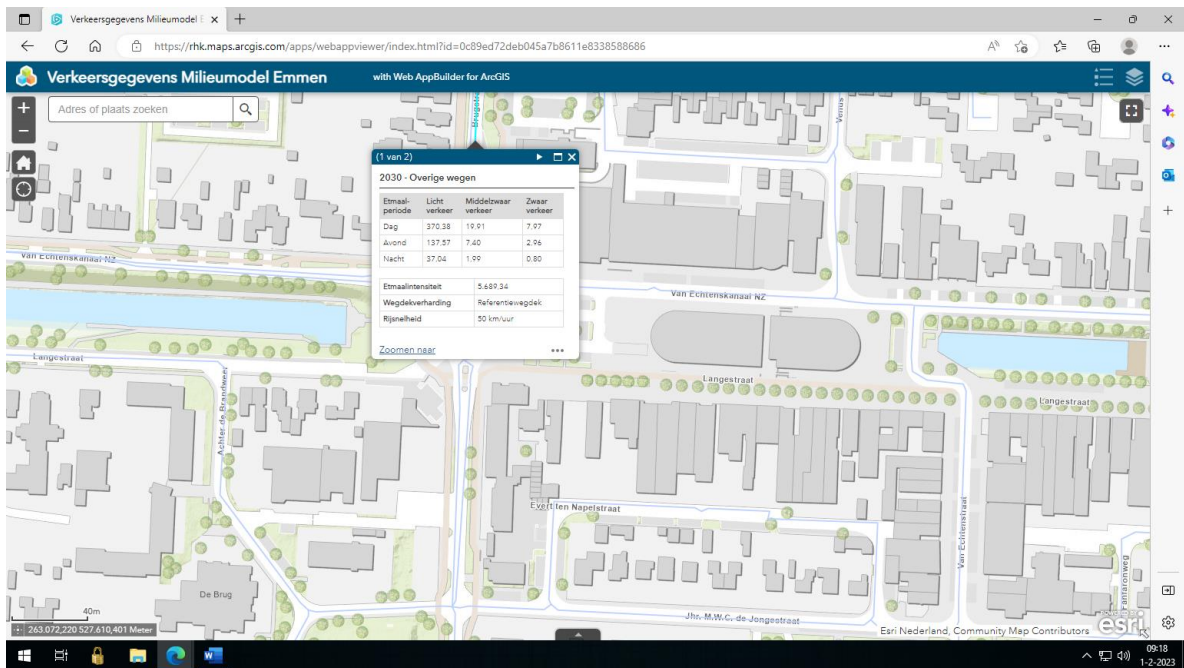 Verkeersgegevens Milieumodel E
https://rhk.maps.arcgis.com/apps/webappviewer/index.html?id=0c89ed72deb045a7b8611e8338588686
Verkeersgegevens Milieumodel Emmen
with Web AppBuilder for ArcGIS
Adres of plaats zoeken
Venus
(1 van 2)
2030 - Overige wegen
Etmaal-periode Licht verkeer Middelzwaar verkeer Zwaar verkeer
Dag 370,38 19,91 7,97
Avond 137,57 7,40 2,96
Nacht 37,04 1,99 0,80
Etmaalintensiteit 5.689,34
Wegdekverharding Referentiewegdek
Rijsnelheid 50 km/uur
Zoomen naar
Van Echtenskanaal NZ
Van Echtenskanaal NZ
Langestraat
Langestraat
Langestraat
Achter de Brandweer
Evert ten Napelstraat
Van Echtenstraat
Fantaronweg
De Brug
Jhr. M.W.C. de Jongestraat
40m
263.072,220 527.610,401 Meter
Esri Nederland, Community Map Contributors
POWERED BY
esri
09:18
1-2-2023